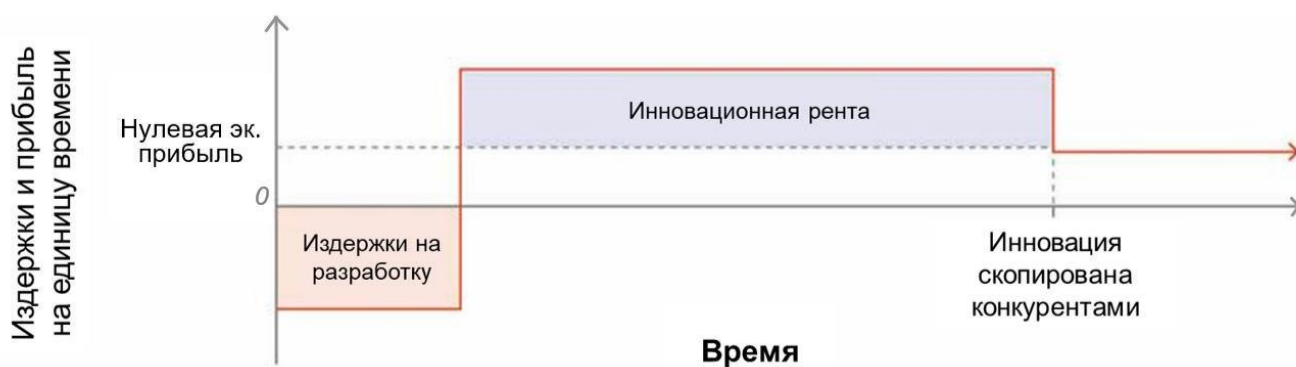 Издержки и прибыль
на единицу времени
Нулевая эк.
прибыль
0
Инновационная рента
Издержки на
разработку
Инновация
скопирована
конкурентами
Время